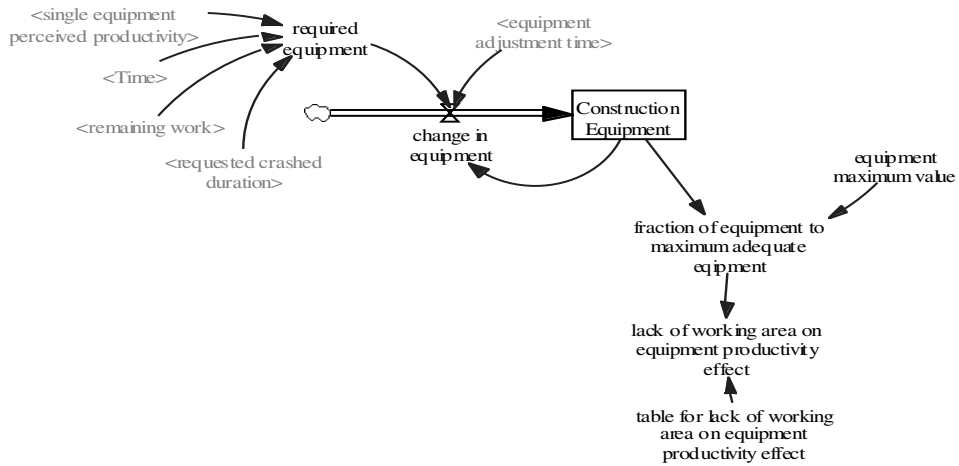 <single equipment
perceived productivity>
<Time>
<remaining work>
<requested crashed
duration>
required
equipment
<equipment
adjustment time>
change in
equipment
Construction
Equipment
equipment
maximum value
fraction of equipment to
maximum adequate
eqipment
lack of working area on
equipment productivity
effect
table for lack of working
area on equipment
productivity effect